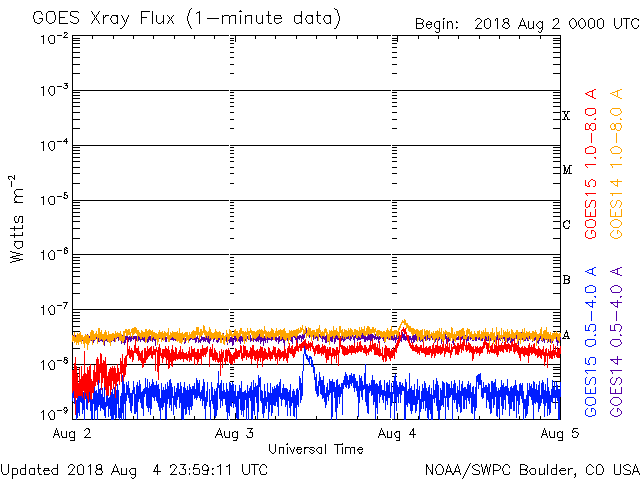 GOES Xray Flux (1-minute data)
Begin: 2018 Aug 2 0000 UTC
10⁻²
10⁻³
10⁻⁴
10⁻⁵
10⁻⁶
10⁻⁷
10⁻⁸
10⁻⁹
Watts m⁻²
X
M
C
B
A
GOES15 1.0-8.0 A
GOES14 1.0-8.0 A
GOES15 0.5-4.0 A
GOES14 0.5-4.0 A
Aug 2 Aug 3 Aug 4 Aug 5
Universal Time
Updated 2018 Aug 4 23:59:11 UTC
NOAA/SWPC Boulder, CO USA